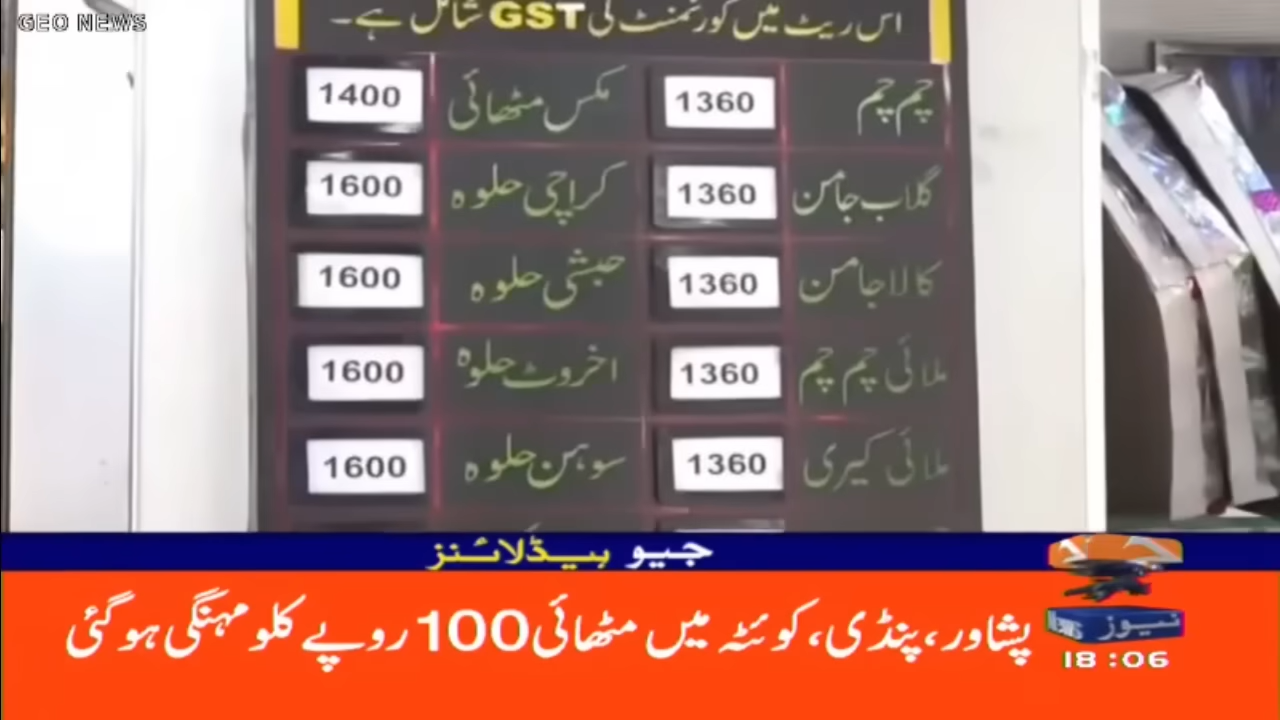 GEO NEWS
اس ریٹ میں گورنمنٹ کی GST شامل ہے۔
چم چم 1360 مکس مٹھائی 1400
گلاب جامن 1360 کراچی حلوہ 1600
کالا جامن 1360 حبشی حلوہ 1600
ملائی چم چم 1360 اخروٹ حلوہ 1600
ملائی کیری 1360 سوہن حلوہ 1600
جیو ہیڈلائنز
پشاور، پنڈی، کوئٹہ میں مٹھائی 100 روپے کلو مہنگی ہوگئی
نیوز NEWS
18:06